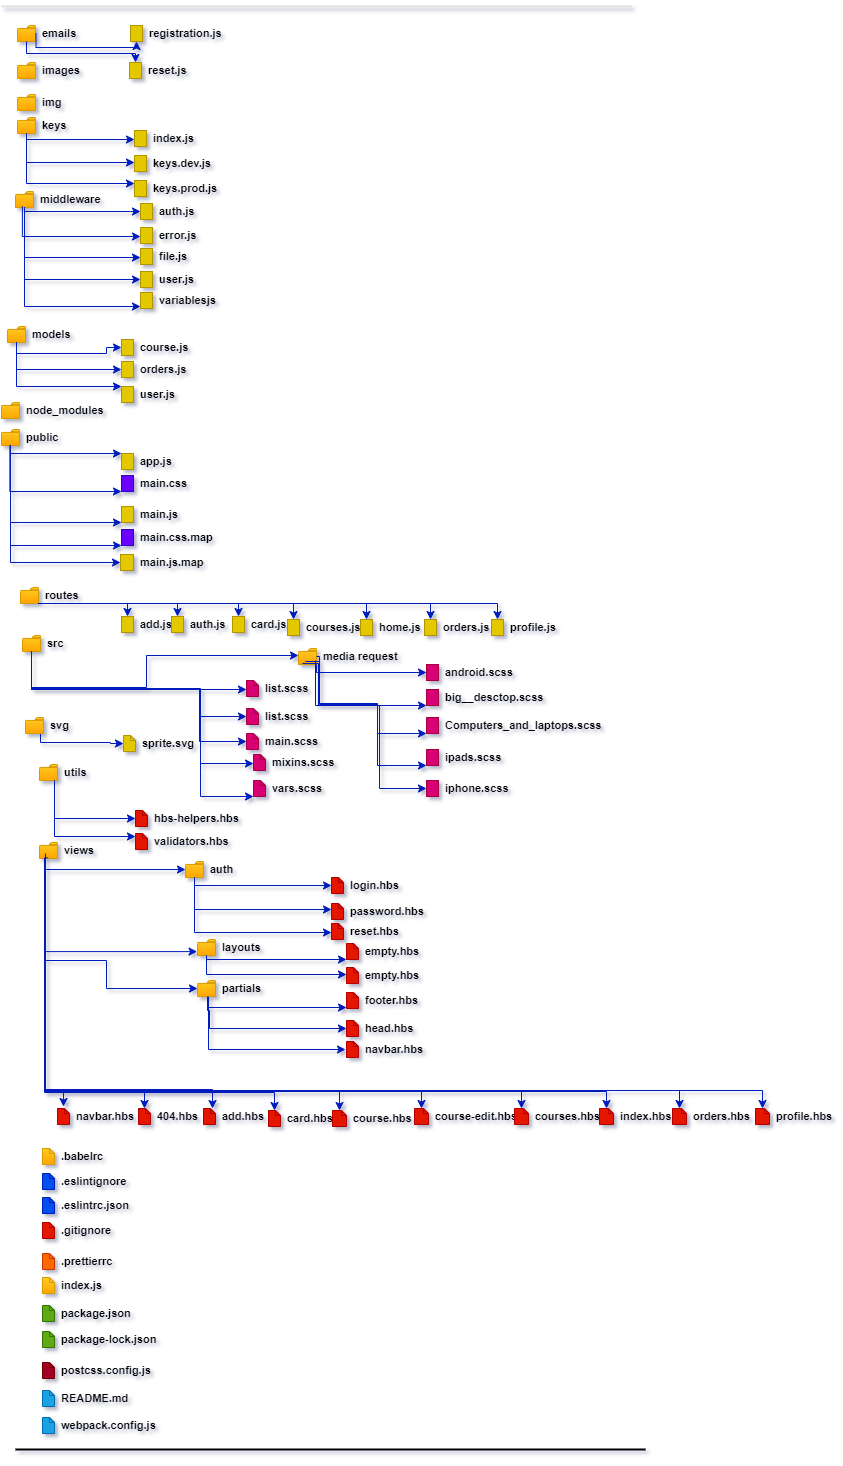 emails
registration.js
images
reset.js
img
keys
index.js
keys.dev.js
keys.prod.js
middleware
auth.js
error.js
file.js
user.js
variablesjs
models
course.js
orders.js
user.js
node_modules
public
app.js
main.css
main.js
main.css.map
main.js.map
routes
add.js auth.js card.js courses.js home.js orders.js profile.js
src
media request
android.scss
list.scss
big__desctop.scss
list.scss
svg
Computers_and_laptops.scss
sprite.svg
main.scss
ipads.scss
mixins.scss
utils
vars.scss
iphone.scss
hbs-helpers.hbs
validators.hbs
views
auth
login.hbs
password.hbs
reset.hbs
layouts
empty.hbs
empty.hbs
partials
footer.hbs
head.hbs
navbar.hbs
navbar.hbs 404.hbs add.hbs card.hbs course.hbs course-edit.hbs courses.hbs index.hbs orders.hbs profile.hbs
.babelrc
.eslintignore
.eslintrc.json
.gitignore
.prettierrc
index.js
package.json
package-lock.json
postcss.config.js
README.md
webpack.config.js